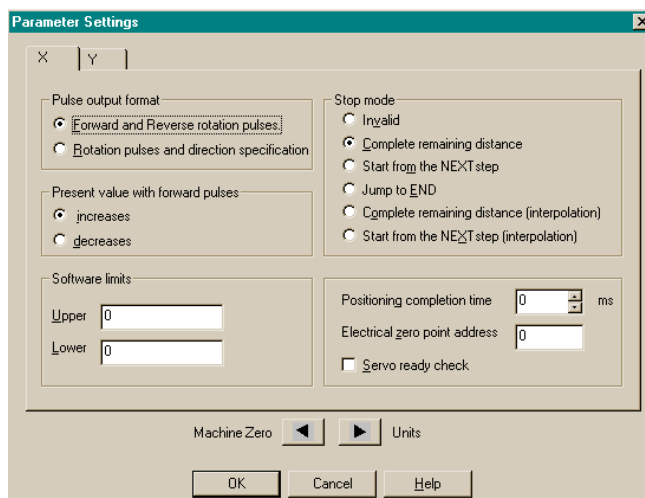 Parameter Settings
X
Y
Pulse output format
Forward and Reverse rotation pulses.
Rotation pulses and direction specification
Present value with forward pulses
increases
decreases
Software limits
Upper 0
Lower 0
Stop mode
Invalid
Complete remaining distance
Start from the NEXT step
Jump to END
Complete remaining distance (interpolation)
Start from the NEXT step (interpolation)
Positioning completion time 0 ms
Electrical zero point address 0
Servo ready check
Machine Zero Units
OK Cancel Help